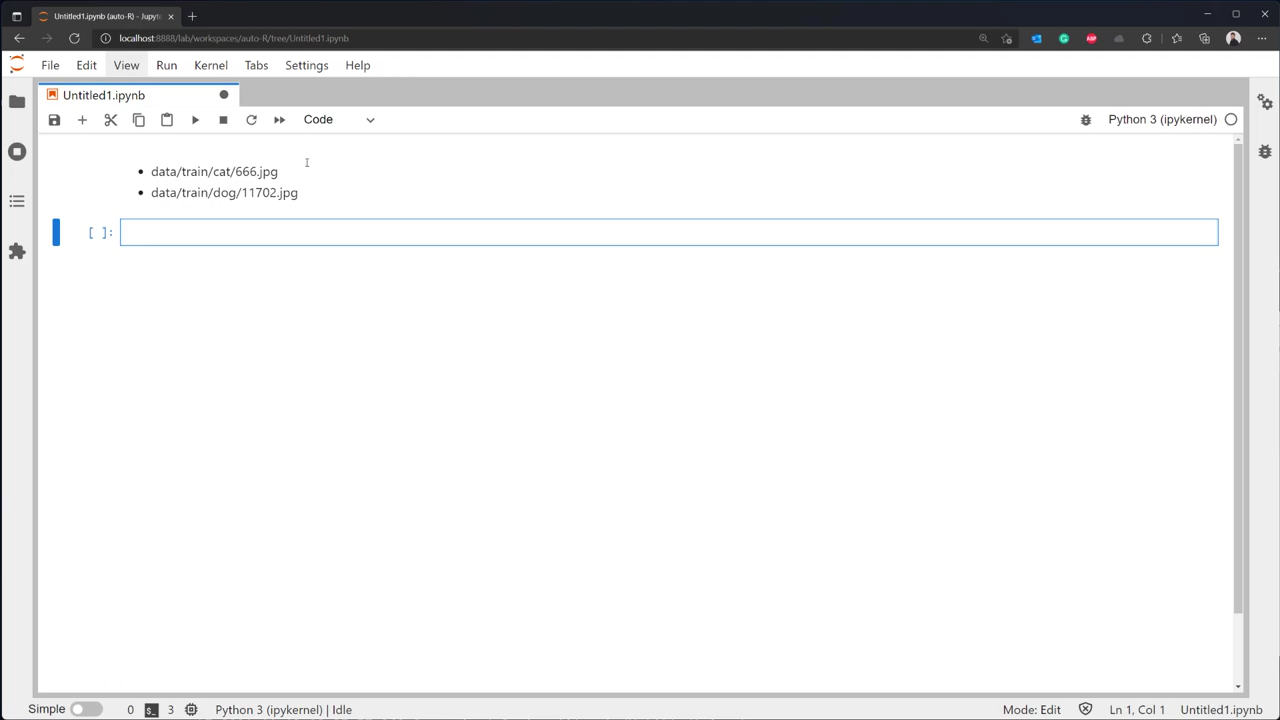 Untitled1.ipynb (auto-R) - Jupyt
localhost:8888/lab/workspaces/auto-R/tree/Untitled1.ipynb
ABP
File Edit View Run Kernel Tabs Settings Help
Untitled1.ipynb
Code
Python 3 (ipykernel)
• data/train/cat/666.jpg
• data/train/dog/11702.jpg
[ ]:
Simple 0 $_ 3 Python 3 (ipykernel) | Idle Mode: Edit Ln 1, Col 1 Untitled1.ipynb